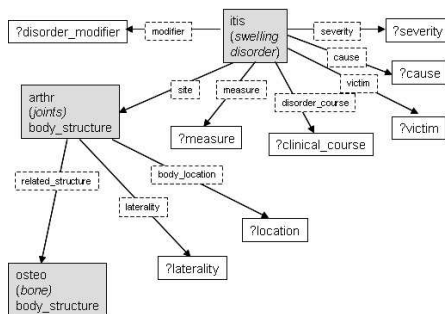 itis
(swelling
disorder)
?disorder_modifier
modifier
severity
?severity
cause
?cause
victim
?victim
site
measure
disorder_course
arthr
(joints)
body_structure
?measure
?clinical_course
related_structure
body_location
laterality
?location
?laterality
osteo
(bone)
body_structure